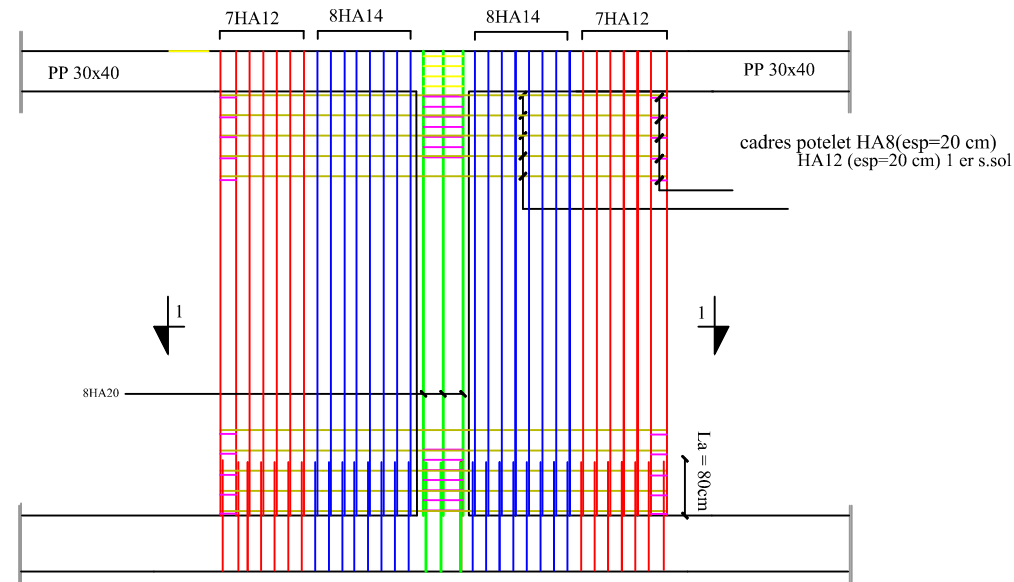 7HA12
8HA14
8HA14
7HA12
PP 30x40
PP 30x40
cadres potelet HA8(esp=20 cm)
HA12 (esp=20 cm) 1 er s.sol
1
1
8HA20
La = 80cm